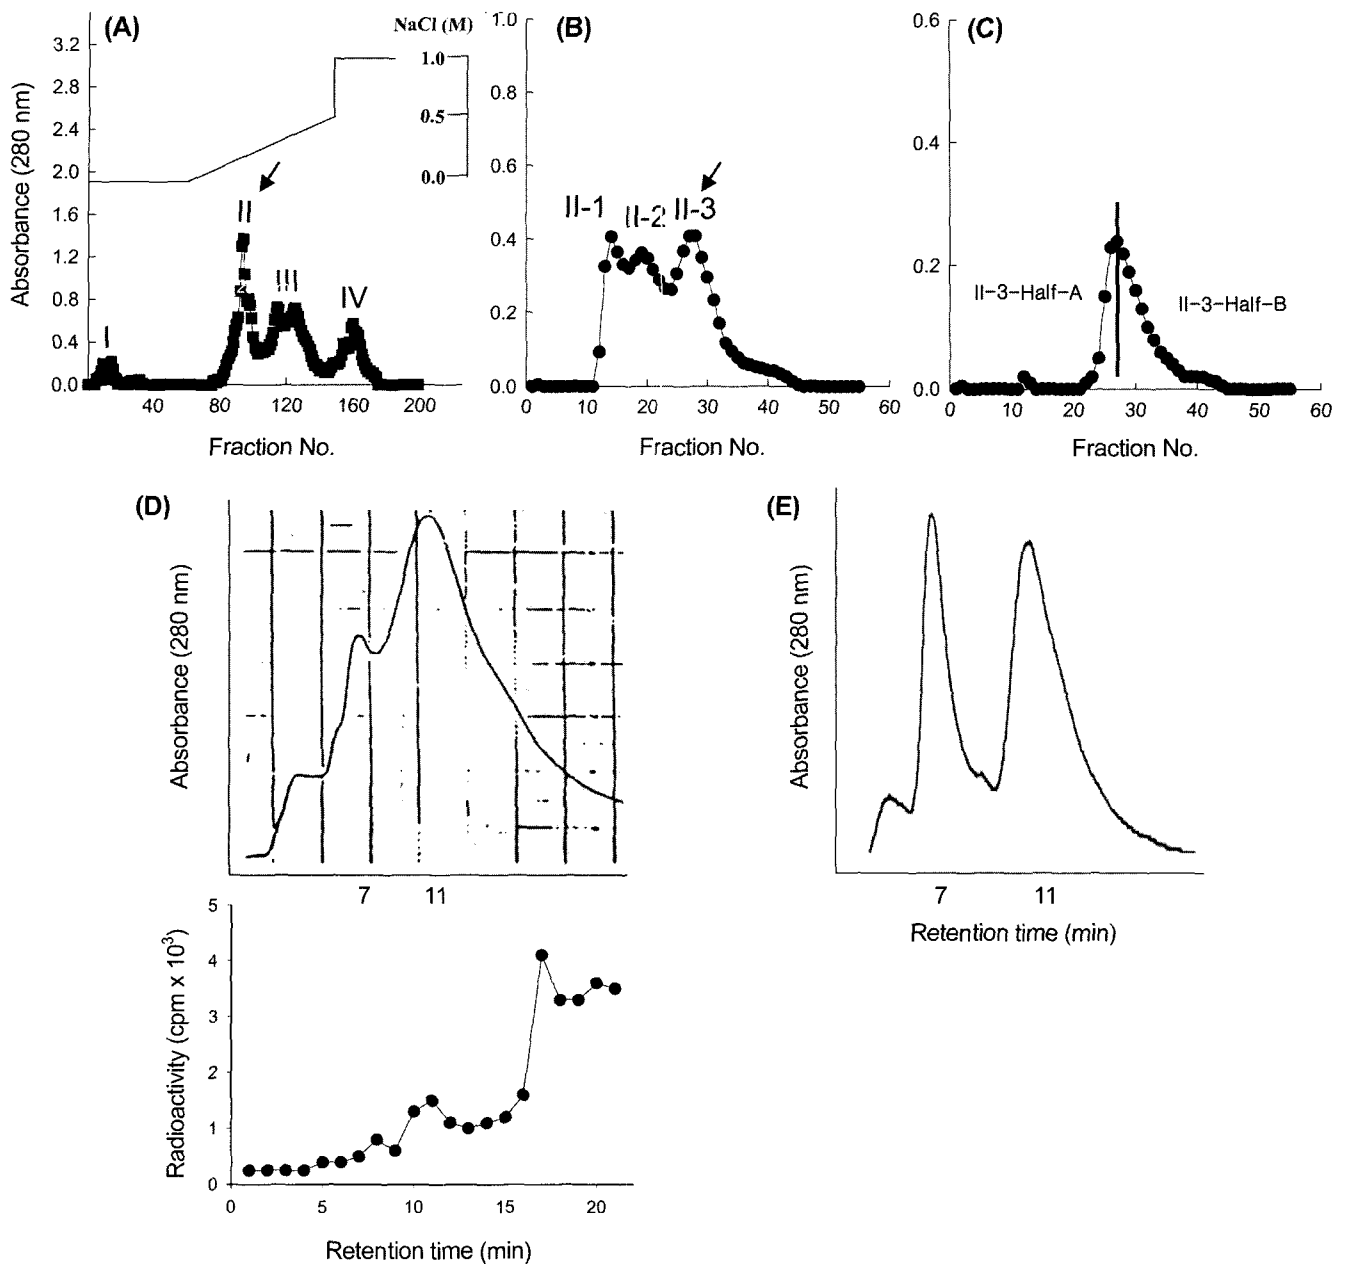 (A)
NaCl (M)
3.2
2.8
2.4
2.0
1.6
1.2
0.8
0.4
0.0
1.0
0.5
0.0
I
II
III
IV
40
80
120
160
200
Absorbance (280 nm)
Fraction No.
(B)
1.0
0.8
0.6
0.4
0.2
0.0
II-1
II-2
II-3
0
10
20
30
40
50
60
Fraction No.
(C)
0.6
0.4
0.2
0.0
II-3-Half-A
II-3-Half-B
0
10
20
30
40
50
60
Fraction No.
(D)
Absorbance (280 nm)
7
11
5
4
3
2
1
0
Radioactivity (cpm x 10³)
0
5
10
15
20
Retention time (min)
(E)
Absorbance (280 nm)
7
11
Retention time (min)